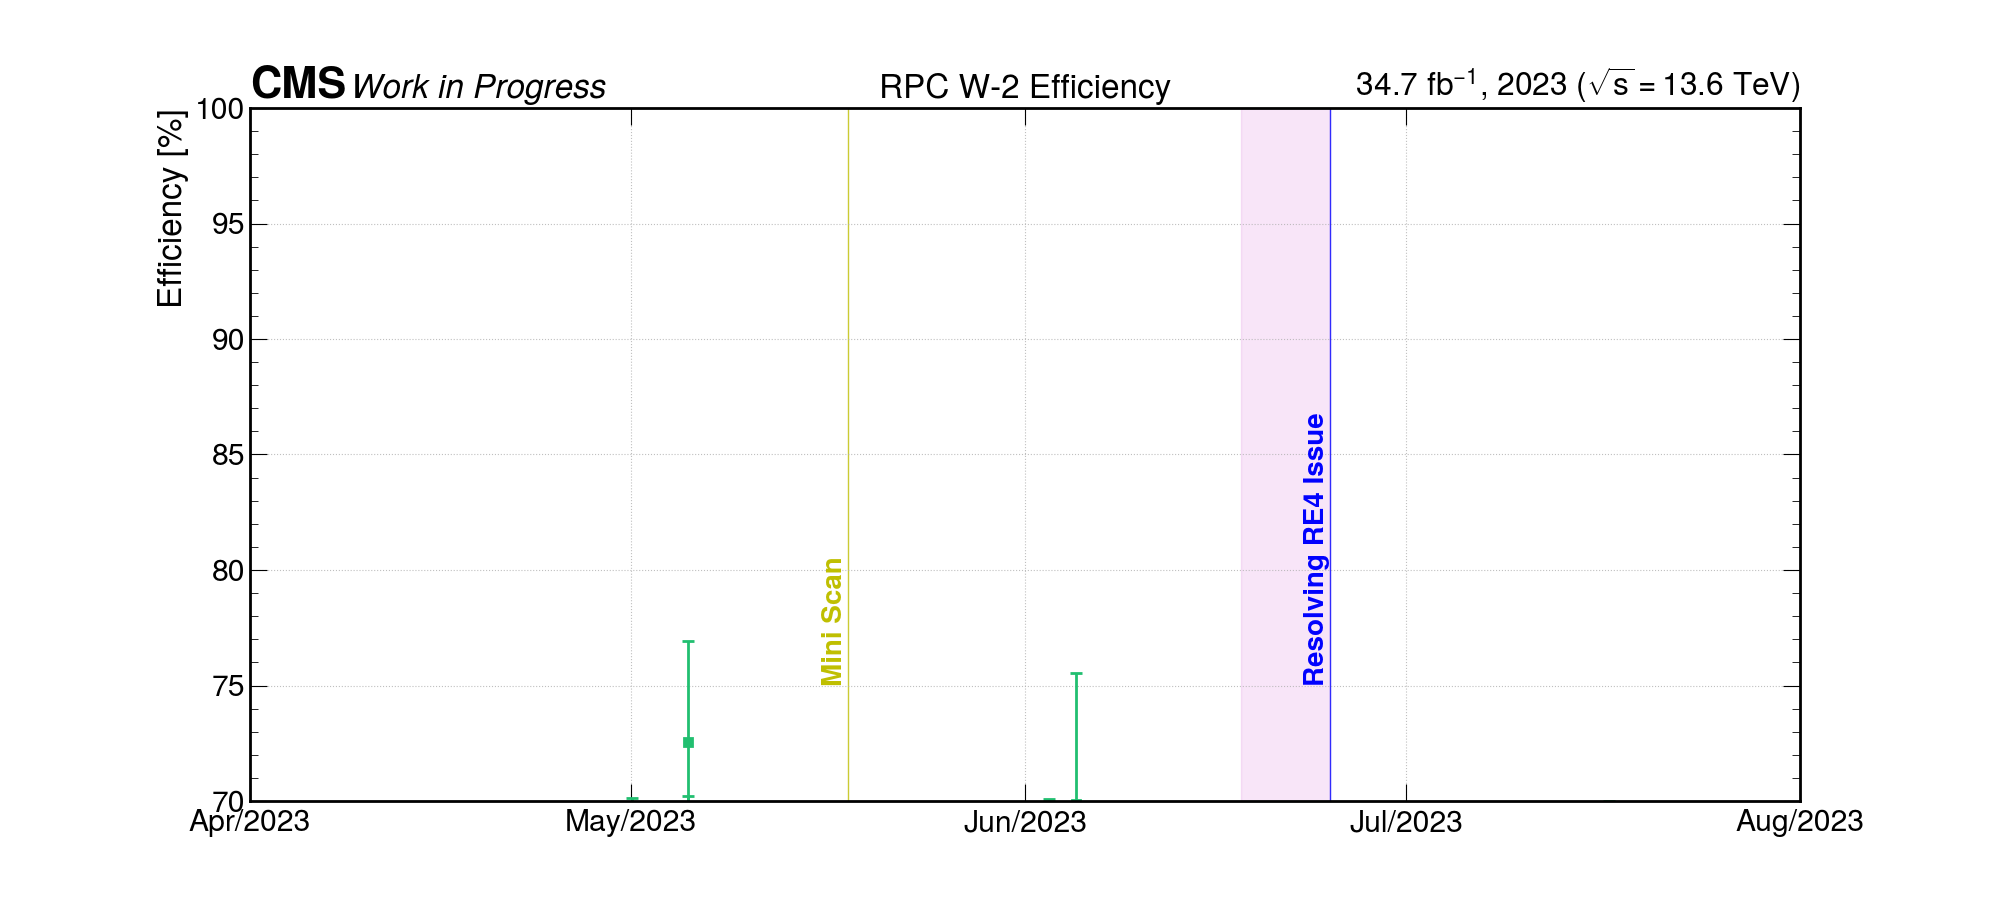 CMS Work in Progress
RPC W-2 Efficiency
34.7 fb⁻¹, 2023 (√s = 13.6 TeV)
Efficiency [%]
100
95
90
85
80
75
70
Mini Scan
Resolving RE4 Issue
Apr/2023
May/2023
Jun/2023
Jul/2023
Aug/2023